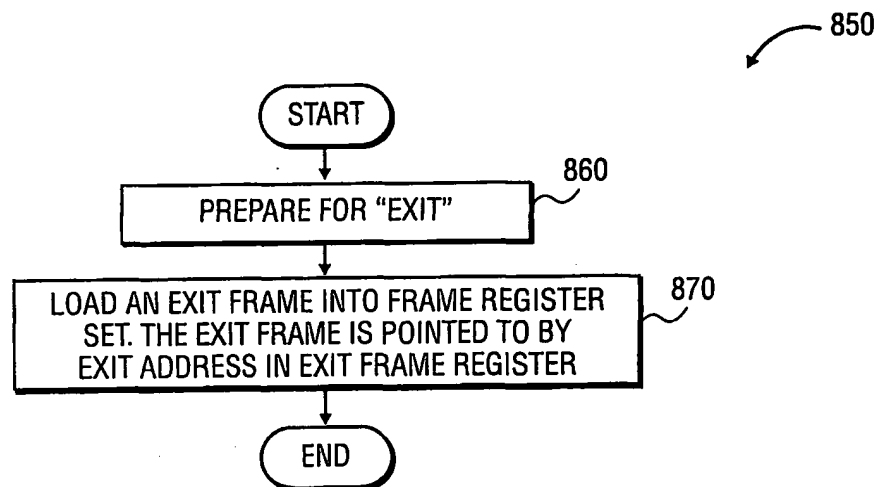 850
START
860
PREPARE FOR “EXIT”
870
LOAD AN EXIT FRAME INTO FRAME REGISTER
SET. THE EXIT FRAME IS POINTED TO BY
EXIT ADDRESS IN EXIT FRAME REGISTER
END